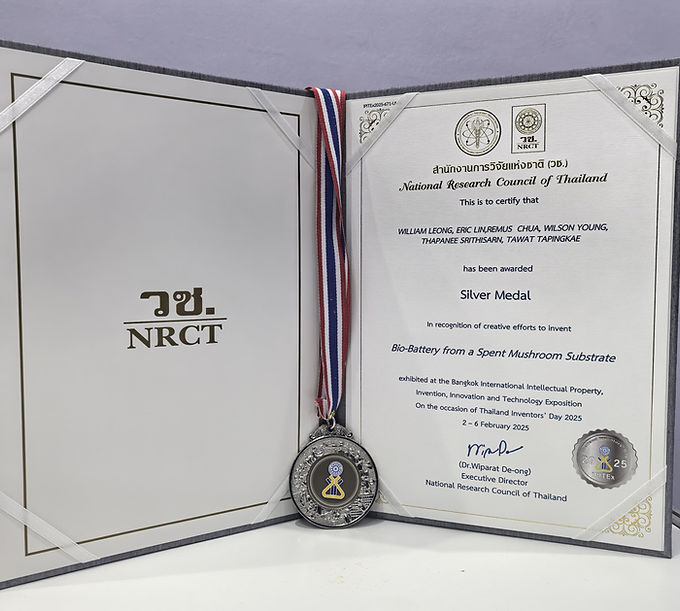 วช.
NRCT
วช.
NRCT
สำนักงานการวิจัยแห่งชาติ (วช.)
National Research Council of Thailand
This is to certify that
WILLIAM LEONG, ERIC LIN,REMUS CHUA, WILSON YOUNG,
THAPANEE SRITHISARN, TAWAT TAPINGKAE
has been awarded
Silver Medal
In recognition of creative efforts to invent
Bio-Battery from a Spent Mushroom Substrate
exhibited at the Bangkok International Intellectual Property,
Invention, Innovation and Technology Exposition
On the occasion of Thailand Inventors' Day 2025
2 - 6 February 2025
(Dr.Wiparat De-ong)
Executive Director
National Research Council of Thailand